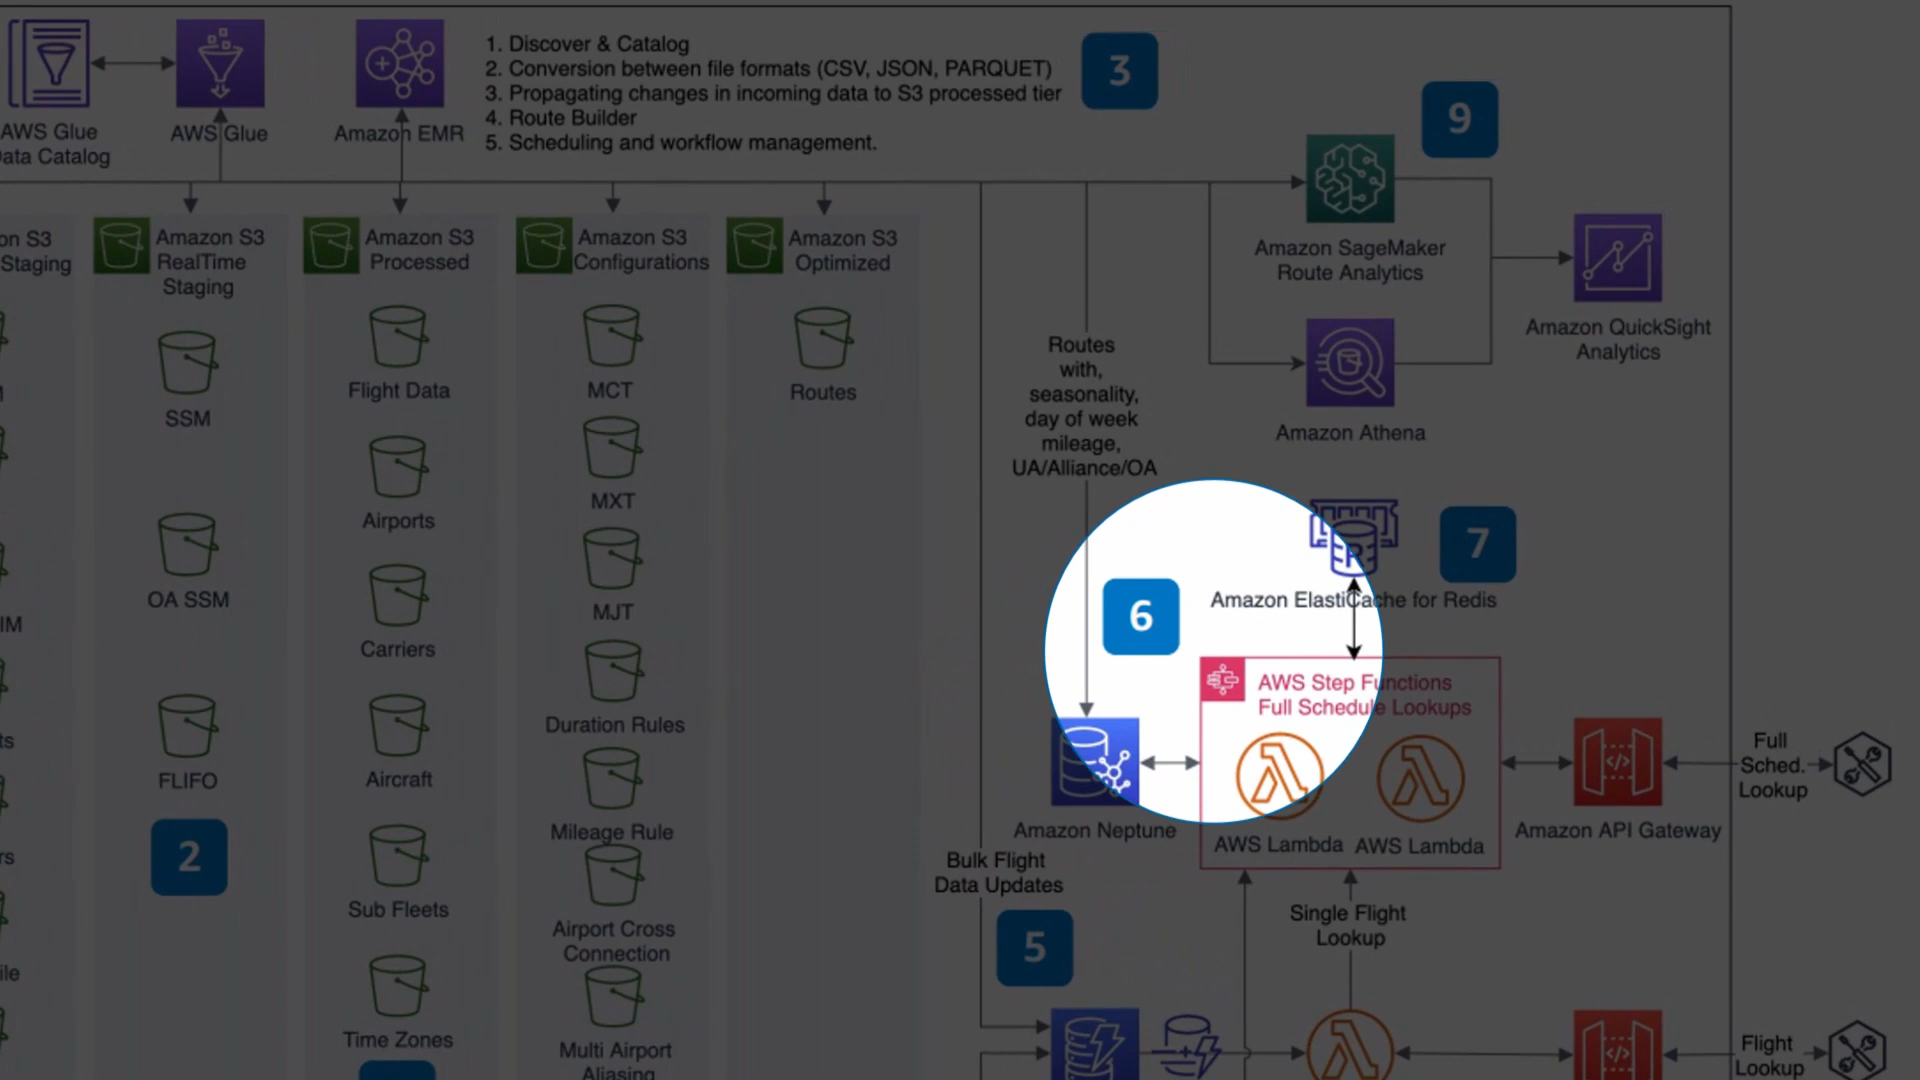 AWS Glue
ata Catalog
AWS Glue
Amazon EMR
1. Discover & Catalog
2. Conversion between file formats (CSV, JSON, PARQUET)
3. Propagating changes in incoming data to S3 processed tier
4. Route Builder
5. Scheduling and workflow management.
3
9
on S3
Staging
Amazon S3
RealTime
Staging
Amazon S3
Processed
Amazon S3
Configurations
Amazon S3
Optimized
Amazon SageMaker
Route Analytics
Amazon QuickSight
Analytics
Amazon Athena
SSM
OA SSM
FLIFO
2
Flight Data
Airports
Carriers
Aircraft
Sub Fleets
Time Zones
MCT
MXT
MJT
Duration Rules
Mileage Rule
Airport Cross
Connection
Multi Airport
Aliasing
Routes
IM
ts
rs
ile
Routes
with,
seasonality,
day of week
mileage,
UA/Alliance/OA
6
R
7
Amazon ElastiCache for Redis
AWS Step Functions
Full Schedule Lookups
AWS Lambda
AWS Lambda
Amazon Neptune
Amazon API Gateway
Full
Sched.
Lookup
Bulk Flight
Data Updates
5
Single Flight
Lookup
Flight
Lookup